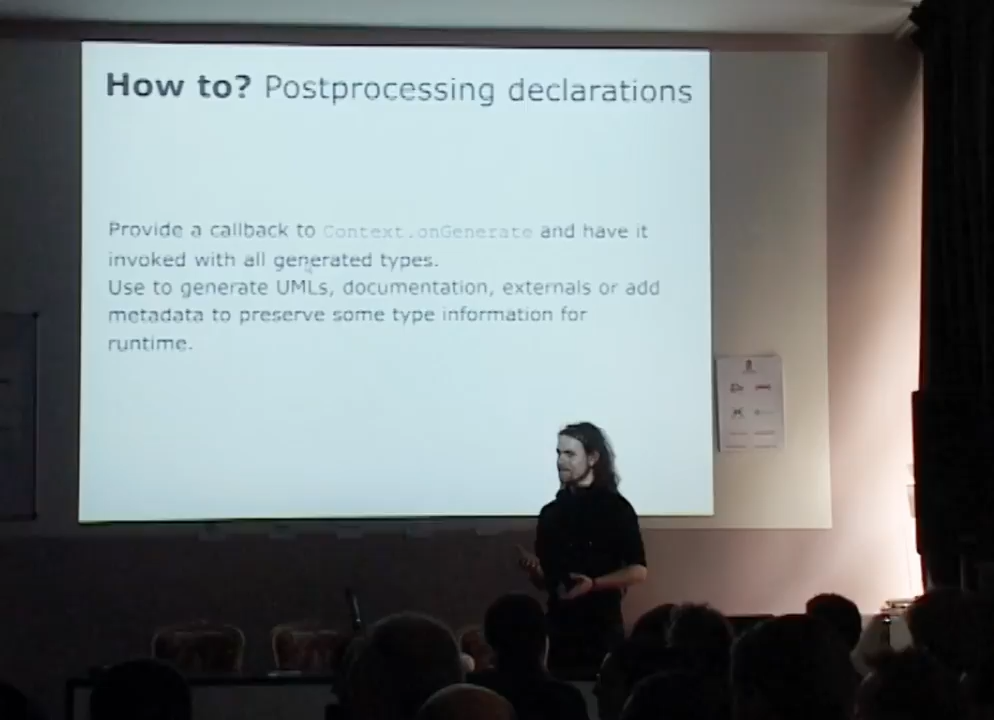 How to? Postprocessing declarations
Provide a callback to Context.onGenerate and have it
invoked with all generated types.
Use to generate UMLs, documentation, externals or add
metadata to preserve some type information for
runtime.